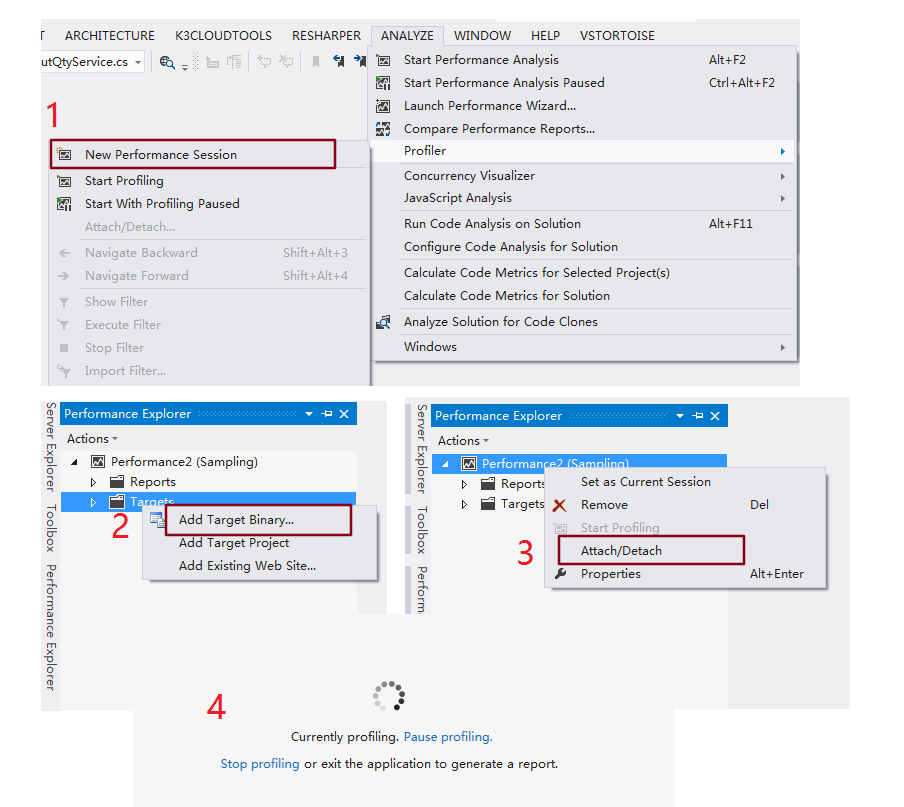 T ARCHITECTURE K3CLOUDTOOLS RESHARPER ANALYZE WINDOW HELP VSTORTOISE
utQtyService.cs
Start Performance Analysis Alt+F2
Start Performance Analysis Paused Ctrl+Alt+F2
Launch Performance Wizard...
Compare Performance Reports...
Profiler
Concurrency Visualizer
JavaScript Analysis
Run Code Analysis on Solution Alt+F11
Configure Code Analysis for Solution
Calculate Code Metrics for Selected Project(s)
Calculate Code Metrics for Solution
Analyze Solution for Code Clones
Windows
1
New Performance Session
Start Profiling
Start With Profiling Paused
Attach/Detach...
Navigate Backward Shift+Alt+3
Navigate Forward Shift+Alt+4
Show Filter
Execute Filter
Stop Filter
Import Filter...
Server Explorer
Toolbox
Performance Explorer
Performance Explorer
Actions
Performance2 (Sampling)
Reports
Targets
2
Add Target Binary...
Add Target Project
Add Existing Web Site...
Server Explorer
Toolbox
Perform
Performance Explorer
Actions
Performance2 (Sampling)
Reports
Targets
3
Set as Current Session
Remove Del
Start Profiling
Attach/Detach
Properties Alt+Enter
4
Currently profiling. Pause profiling.
Stop profiling or exit the application to generate a report.